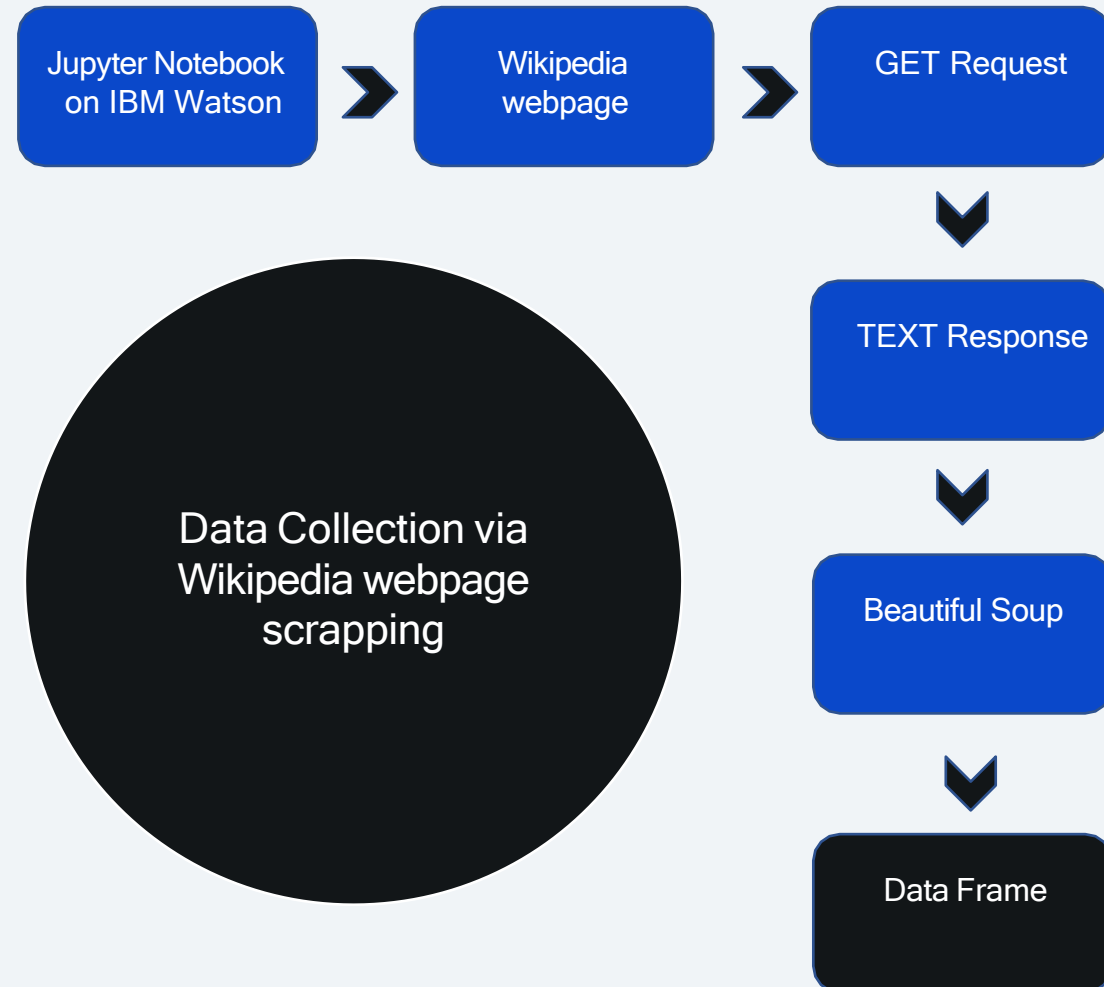 Jupyter Notebook
on IBM Watson
Wikipedia
webpage
GET Request
TEXT Response
Data Collection via
Wikipedia webpage
scrapping
Beautiful Soup
Data Frame